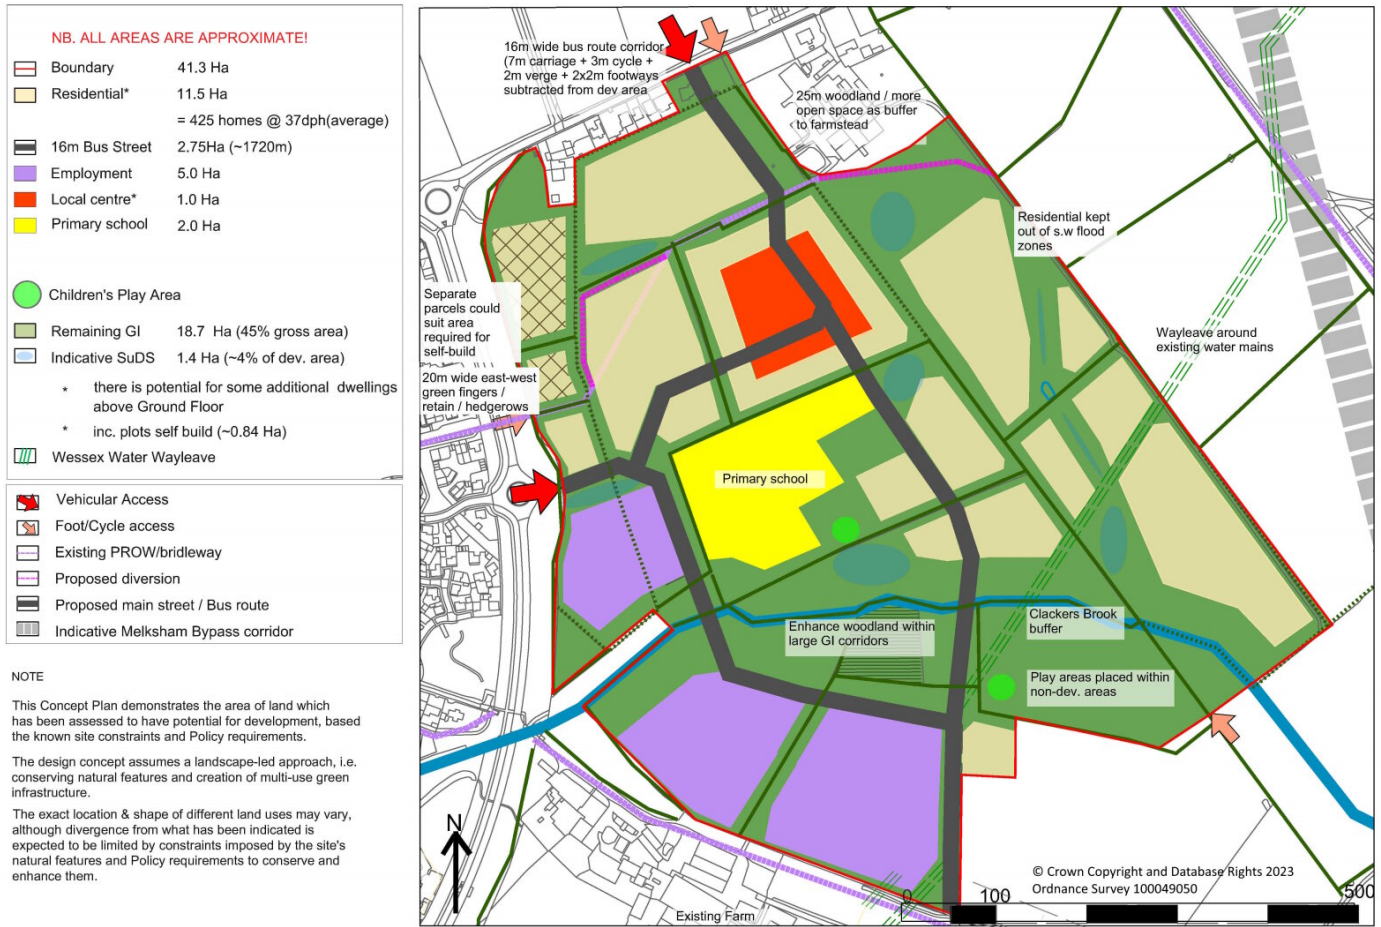 NB. ALL AREAS ARE APPROXIMATE!
Boundary 41.3 Ha
Residential* 11.5 Ha
= 425 homes @ 37dph(average)
16m Bus Street 2.75Ha (~1720m)
Employment 5.0 Ha
Local centre* 1.0 Ha
Primary school 2.0 Ha
Children's Play Area
Remaining GI 18.7 Ha (45% gross area)
Indicative SuDS 1.4 Ha (~4% of dev. area)
* there is potential for some additional dwellings
above Ground Floor
* inc. plots self build (~0.84 Ha)
Wessex Water Wayleave
Vehicular Access
Foot/Cycle access
Existing PROW/bridleway
Proposed diversion
Proposed main street / Bus route
Indicative Melksham Bypass corridor
NOTE
This Concept Plan demonstrates the area of land which
has been assessed to have potential for development, based
the known site constraints and Policy requirements.
The design concept assumes a landscape-led approach, i.e.
conserving natural features and creation of multi-use green
infrastructure.
The exact location & shape of different land uses may vary,
although divergence from what has been indicated is
expected to be limited by constraints imposed by the site's
natural features and Policy requirements to conserve and
enhance them.
16m wide bus route corridor
(7m carriage + 3m cycle +
2m verge + 2x2m footways
subtracted from dev area
25m woodland / more
open space as buffer
to farmstead
Residential kept
out of s.w flood
zones
Separate
parcels could
suit area
required for
self-build
Wayleave around
existing water mains
20m wide east-west
green fingers /
retain / hedgerows
Primary school
Enhance woodland within
large GI corridors
Clackers Brook
buffer
Play areas placed within
non-dev. areas
N
Existing Farm
© Crown Copyright and Database Rights 2023
Ordnance Survey 100049050
0 100 500